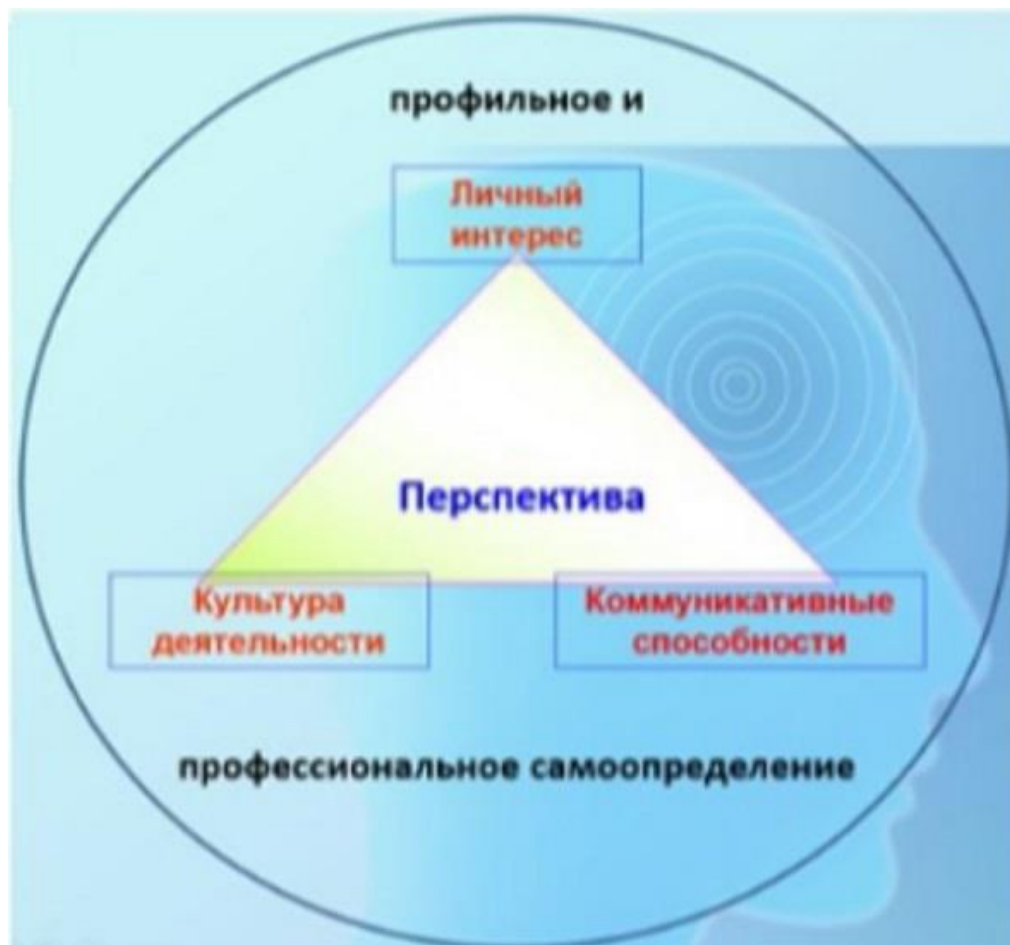 профильное и
Личный
интерес
Перспектива
Культура
деятельности
Коммуникативные
способности
профессиональное самоопределение